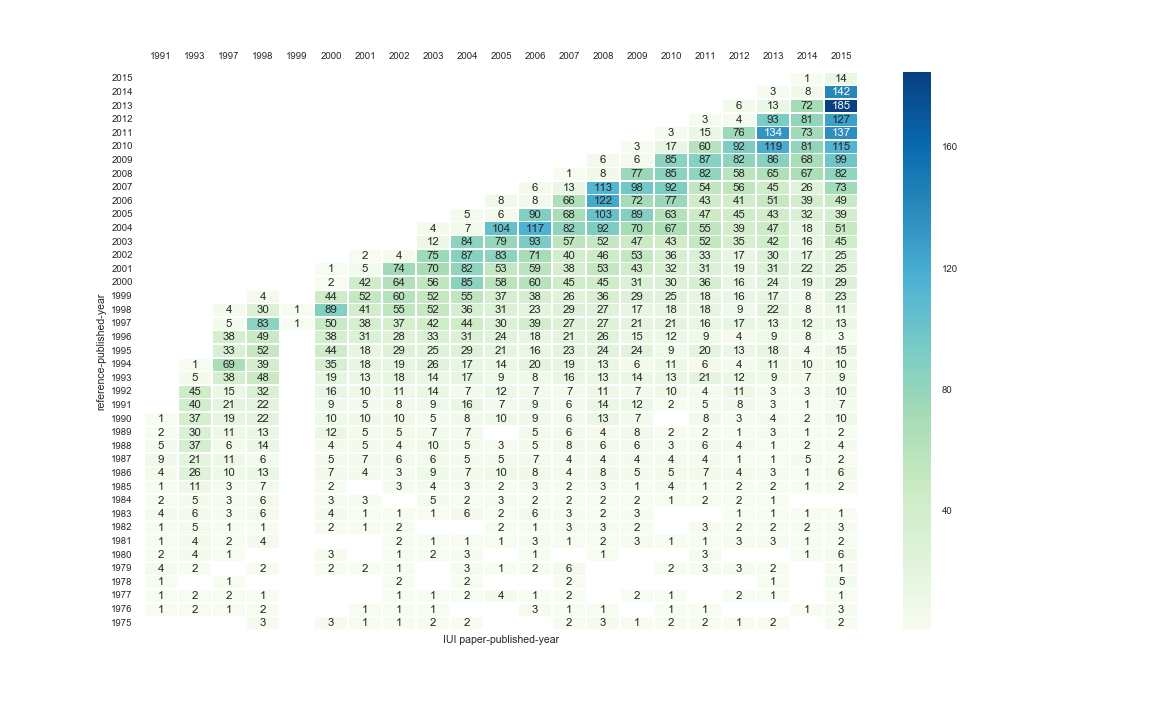 1991 1993 1997 1998 1999 2000 2001 2002 2003 2004 2005 2006 2007 2008 2009 2010 2011 2012 2013 2014 2015
2015 1 14
2014 3 8 142
2013 6 13 72 185
2012 3 4 93 81 127
2011 3 15 76 134 73 137
2010 3 17 60 92 119 81 115
2009 6 6 85 87 82 86 68 99
2008 1 8 77 85 82 58 65 67 82
2007 6 13 113 98 92 54 56 45 26 73
2006 8 8 66 122 72 77 43 41 51 39 49
2005 5 6 90 68 103 89 63 47 45 43 32 39
2004 4 7 104 117 82 92 70 67 55 39 47 18 51
2003 12 84 79 93 57 52 47 43 52 35 42 16 45
2002 2 4 75 87 83 71 40 46 53 36 33 17 30 17 25
2001 1 5 74 70 82 53 59 38 53 43 32 31 19 31 22 25
2000 2 42 64 56 85 58 60 45 45 31 30 36 16 24 19 29
1999 4 44 52 60 52 55 37 38 26 36 29 25 18 16 17 8 23
1998 4 30 1 89 41 55 52 36 31 23 29 27 17 18 18 9 22 8 11
1997 5 83 1 50 38 37 42 44 30 39 27 27 21 21 16 17 13 12 13
1996 38 49 38 31 28 33 31 24 18 21 26 15 12 9 4 9 8 3
1995 33 52 44 18 29 25 29 21 16 23 24 24 9 20 13 18 4 15
1994 1 69 39 35 18 19 26 17 14 20 19 13 6 11 6 4 11 10 10
1993 5 38 48 19 13 18 14 17 9 8 16 13 14 13 21 12 9 7 9
1992 45 15 32 16 10 11 14 7 12 7 7 11 7 10 4 11 3 3 10
1991 40 21 22 9 5 8 9 16 7 9 6 14 12 2 5 8 3 1 7
1990 1 37 19 22 10 10 10 5 8 10 9 6 13 7 8 3 4 2 10
1989 2 30 11 13 12 5 5 7 7 5 6 4 8 2 2 1 3 1 2
1988 5 37 6 14 4 5 4 10 5 3 5 8 6 6 3 6 4 1 2 4
1987 9 21 11 6 5 7 6 6 5 5 7 4 4 4 4 4 1 1 5 2
1986 4 26 10 13 7 4 3 9 7 10 8 4 8 5 5 7 4 3 1 6
1985 1 11 3 7 2 3 4 3 2 3 2 3 1 4 1 2 2 1 2
1984 2 5 3 6 3 3 5 2 3 2 2 2 2 1 2 2 1
1983 4 6 3 6 4 1 1 1 6 2 6 3 2 3 1 1 1 1
1982 1 5 1 1 2 1 2 2 1 3 3 2 3 2 2 2 3
1981 1 4 2 4 2 1 1 1 3 1 2 3 1 1 3 3 1 2
1980 2 4 1 3 1 2 3 1 1 3 1 6
1979 4 2 2 2 2 1 3 1 2 6 2 3 3 2 1
1978 1 1 2 2 2 1 5
1977 1 2 2 1 1 1 2 4 1 2 2 1 2 1 1
1976 1 2 1 2 1 1 1 3 1 1 1 1 1 3
1975 3 3 1 1 2 2 2 3 1 2 2 1 2 2
reference-published-year
IUI paper-published-year
160
120
80
40